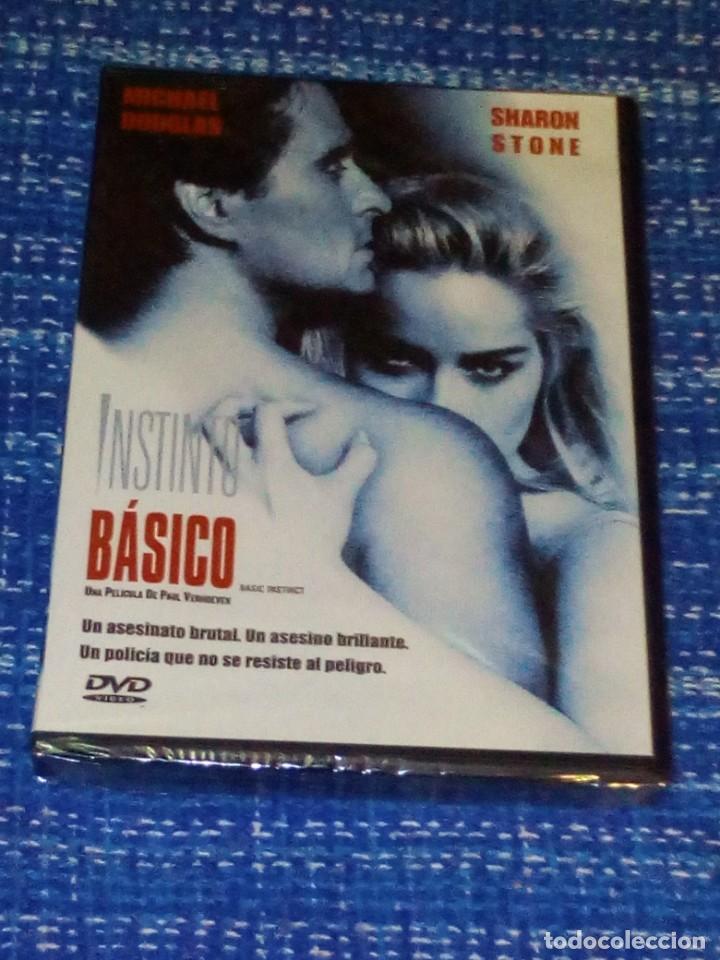 MICHAEL
DOUGLAS
SHARON
STONE
INSTINTO
BÁSICO
BASIC INSTINCT
UNA PELICULA DE PAUL VERHOEVEN
Un asesinato brutal. Un asesino brillante.
Un policía que no se resiste al peligro.
DVD
VIDEO
todocoleccion